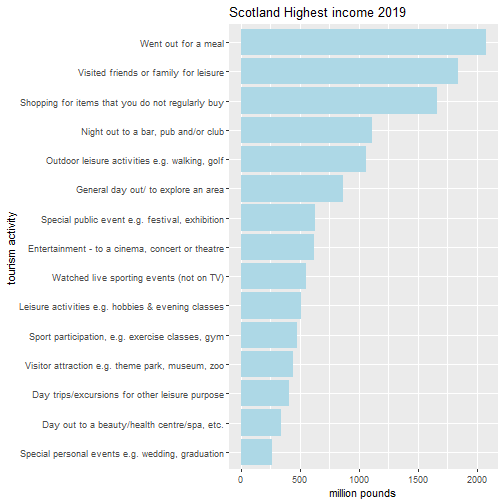 Scotland Highest income 2019
Went out for a meal
Visited friends or family for leisure
Shopping for items that you do not regularly buy
Night out to a bar, pub and/or club
Outdoor leisure activities e.g. walking, golf
General day out/ to explore an area
Special public event e.g. festival, exhibition
Entertainment - to a cinema, concert or theatre
Watched live sporting events (not on TV)
Leisure activities e.g. hobbies & evening classes
Sport participation, e.g. exercise classes, gym
Visitor attraction e.g. theme park, museum, zoo
Day trips/excursions for other leisure purpose
Day out to a beauty/health centre/spa, etc.
Special personal events e.g. wedding, graduation
tourism activity
0 500 1000 1500 2000
million pounds